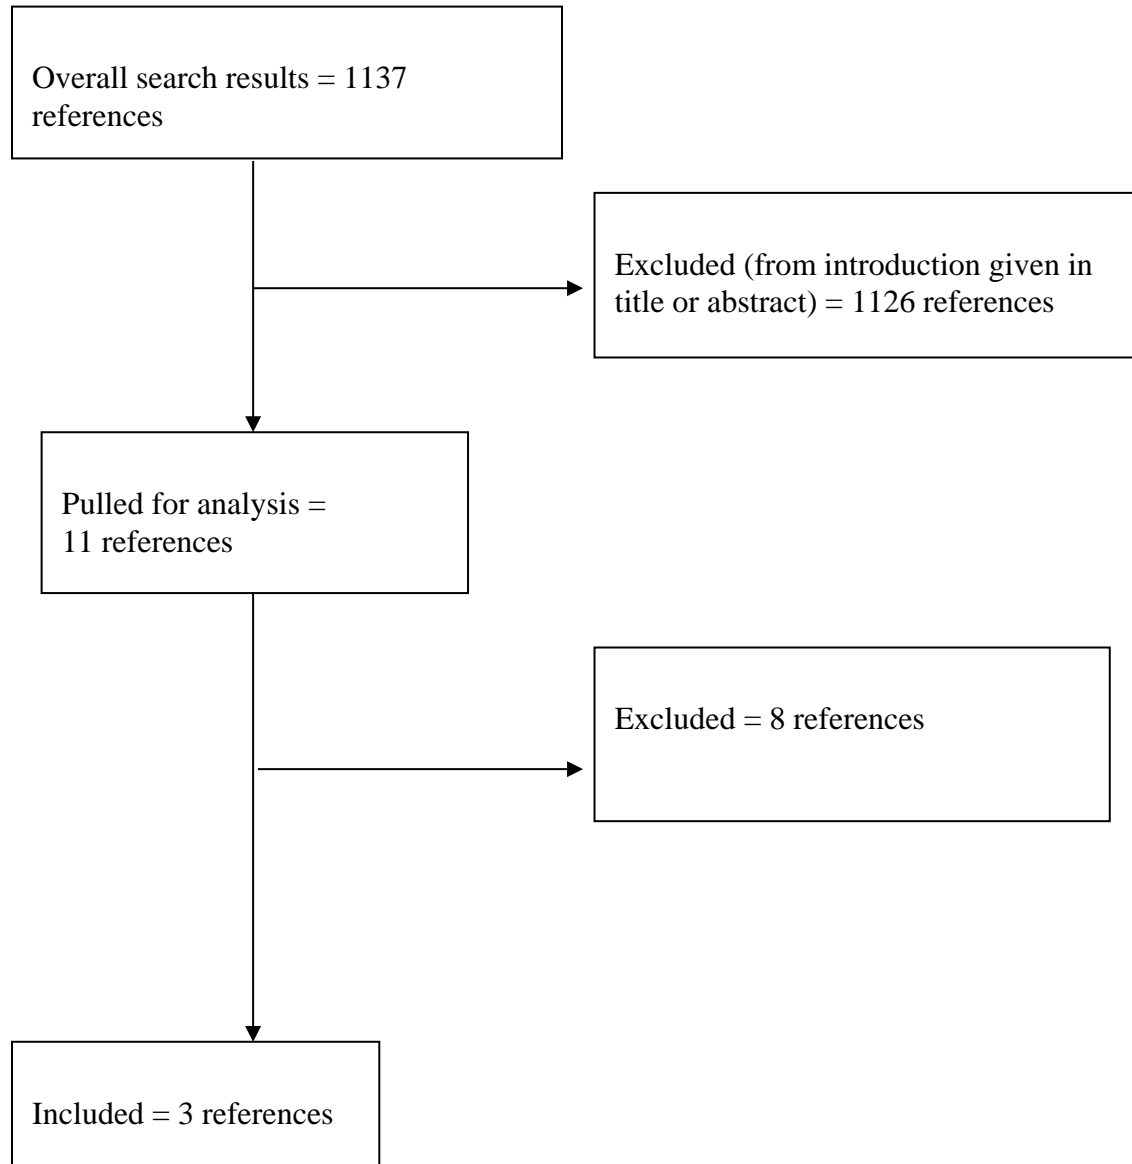 Overall search results = 1137
references
Excluded (from introduction given in
title or abstract) = 1126 references
Pulled for analysis =
11 references
Excluded = 8 references
Included = 3 references